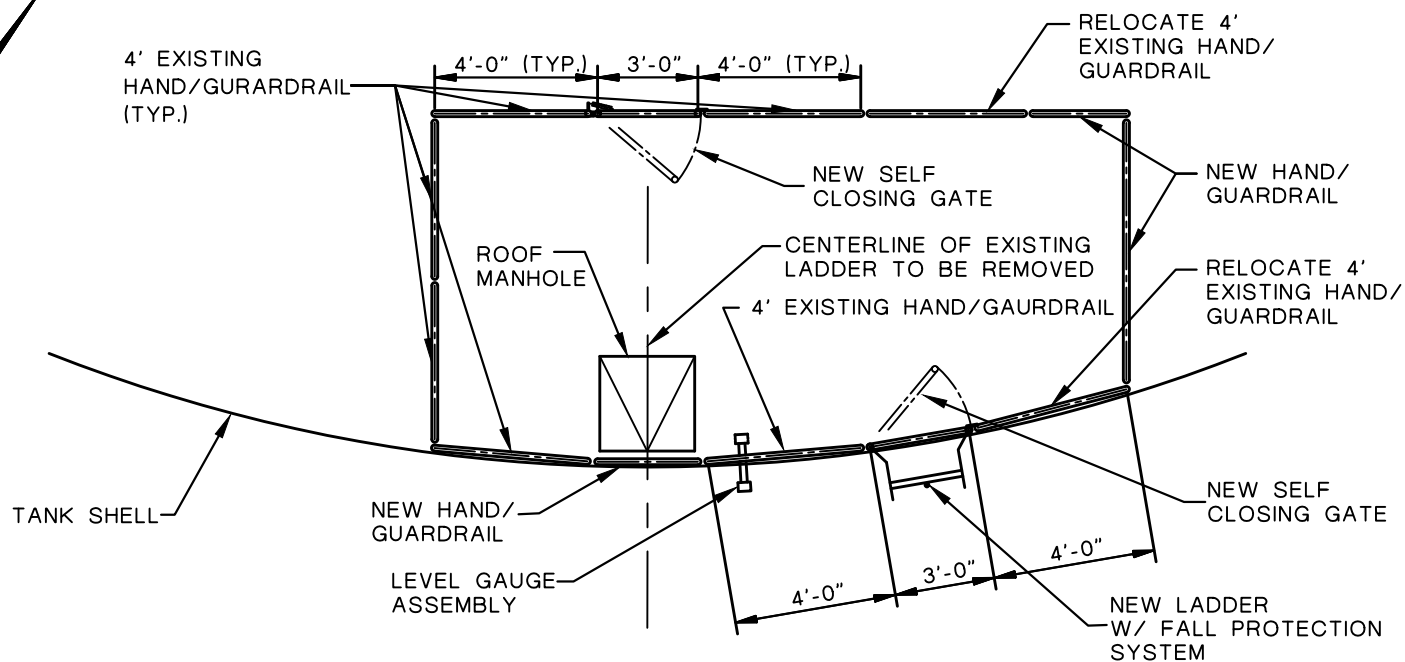 4' EXISTING
HAND/GURARDRAIL
(TYP.)
4'-0" (TYP.)
3'-0"
4'-0" (TYP.)
RELOCATE 4'
EXISTING HAND/
GUARDRAIL
NEW SELF
CLOSING GATE
NEW HAND/
GUARDRAIL
ROOF
MANHOLE
CENTERLINE OF EXISTING
LADDER TO BE REMOVED
4' EXISTING HAND/GAURDRAIL
RELOCATE 4'
EXISTING HAND/
GUARDRAIL
TANK SHELL
NEW HAND/
GUARDRAIL
LEVEL GAUGE
ASSEMBLY
4'-0"
3'-0"
4'-0"
NEW SELF
CLOSING GATE
NEW LADDER
W/ FALL PROTECTION
SYSTEM